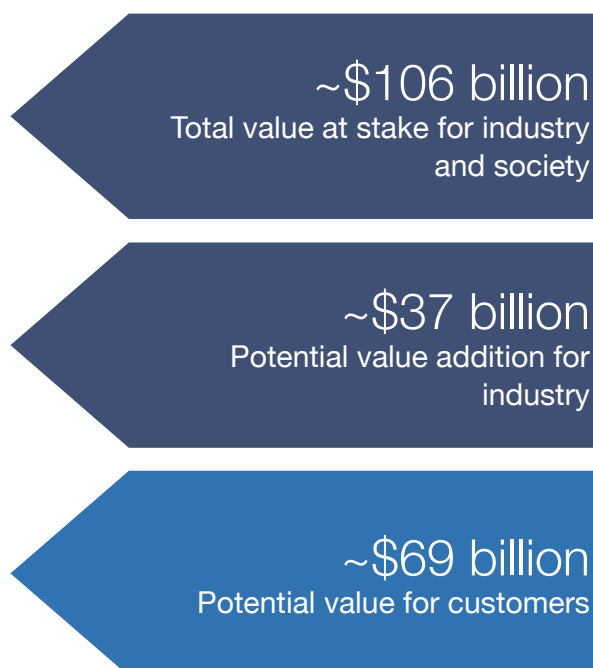 ~$106 billion
Total value at stake for industry
and society
~$37 billion
Potential value addition for
industry
~$69 billion
Potential value for customers